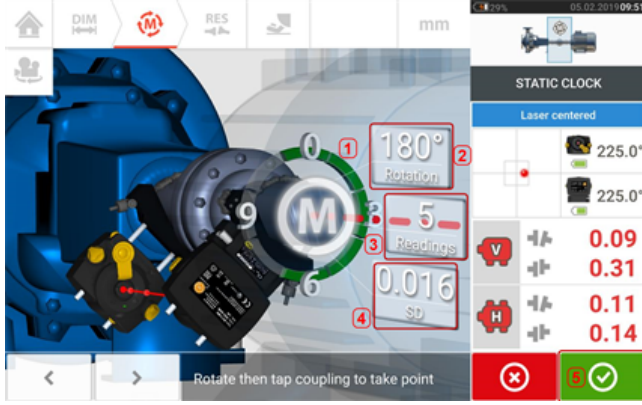 DIM
M
RES
mm
0
1
180°
2
Rotation
9
M
3
5
Readings
3
6
0.016
4
SD
Rotate then tap coupling to take point
29%
05.02.2019 09:51
STATIC CLOCK
Laser centered
225.0°
225.0°
V
0.09
0.31
H
0.11
0.14
5